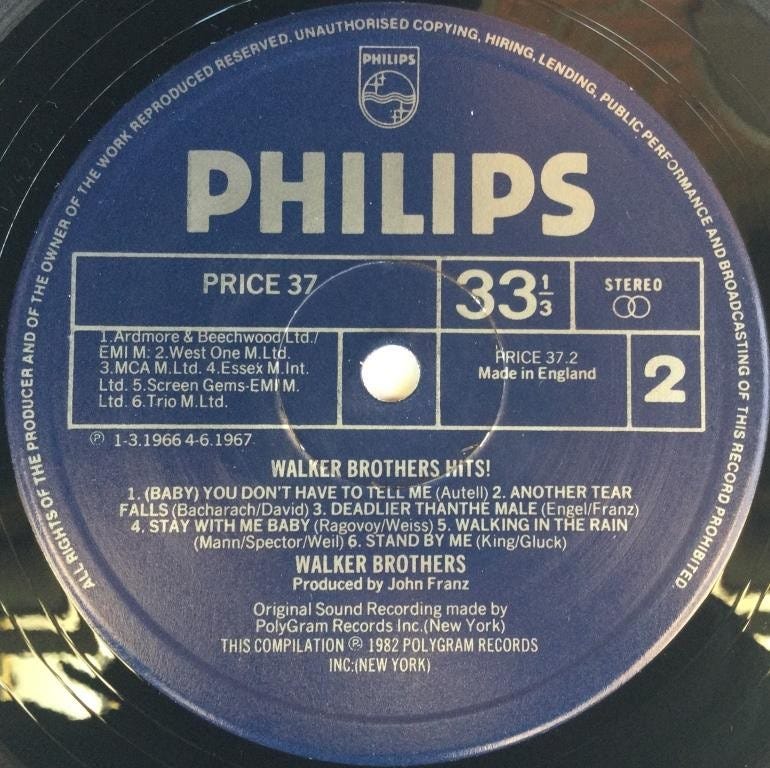 ALL RIGHTS OF THE PRODUCER AND OF THE OWNER OF THE WORK REPRODUCED RESERVED. UNAUTHORISED COPYING, HIRING, LENDING, PUBLIC PERFORMANCE AND BROADCASTING OF THIS RECORD PROHIBITED.
PHILIPS
PHILIPS
PRICE 37
33 1/3
STEREO
1.Ardmore & Beechwood Ltd./
EMI M: 2.West One M.Ltd.
3.MCA M.Ltd. 4.Essex M.Int.
Ltd. 5.Screen Gems-EMI M.
Ltd. 6.Trio M.Ltd.
PRICE 37.2
Made in England
2
℗ 1-3.1966 4-6.1967
WALKER BROTHERS HITS!
1. (BABY) YOU DON'T HAVE TO TELL ME (Autell) 2. ANOTHER TEAR
FALLS (Bacharach/David) 3. DEADLIER THANTHE MALE (Engel/Franz)
4. STAY WITH ME BABY (Ragovoy/Weiss) 5. WALKING IN THE RAIN
(Mann/Spector/Weil) 6. STAND BY ME (King/Gluck)
WALKER BROTHERS
Produced by John Franz
Original Sound Recording made by
PolyGram Records Inc.(New York)
THIS COMPILATION ℗ 1982 POLYGRAM RECORDS
INC:(NEW YORK)